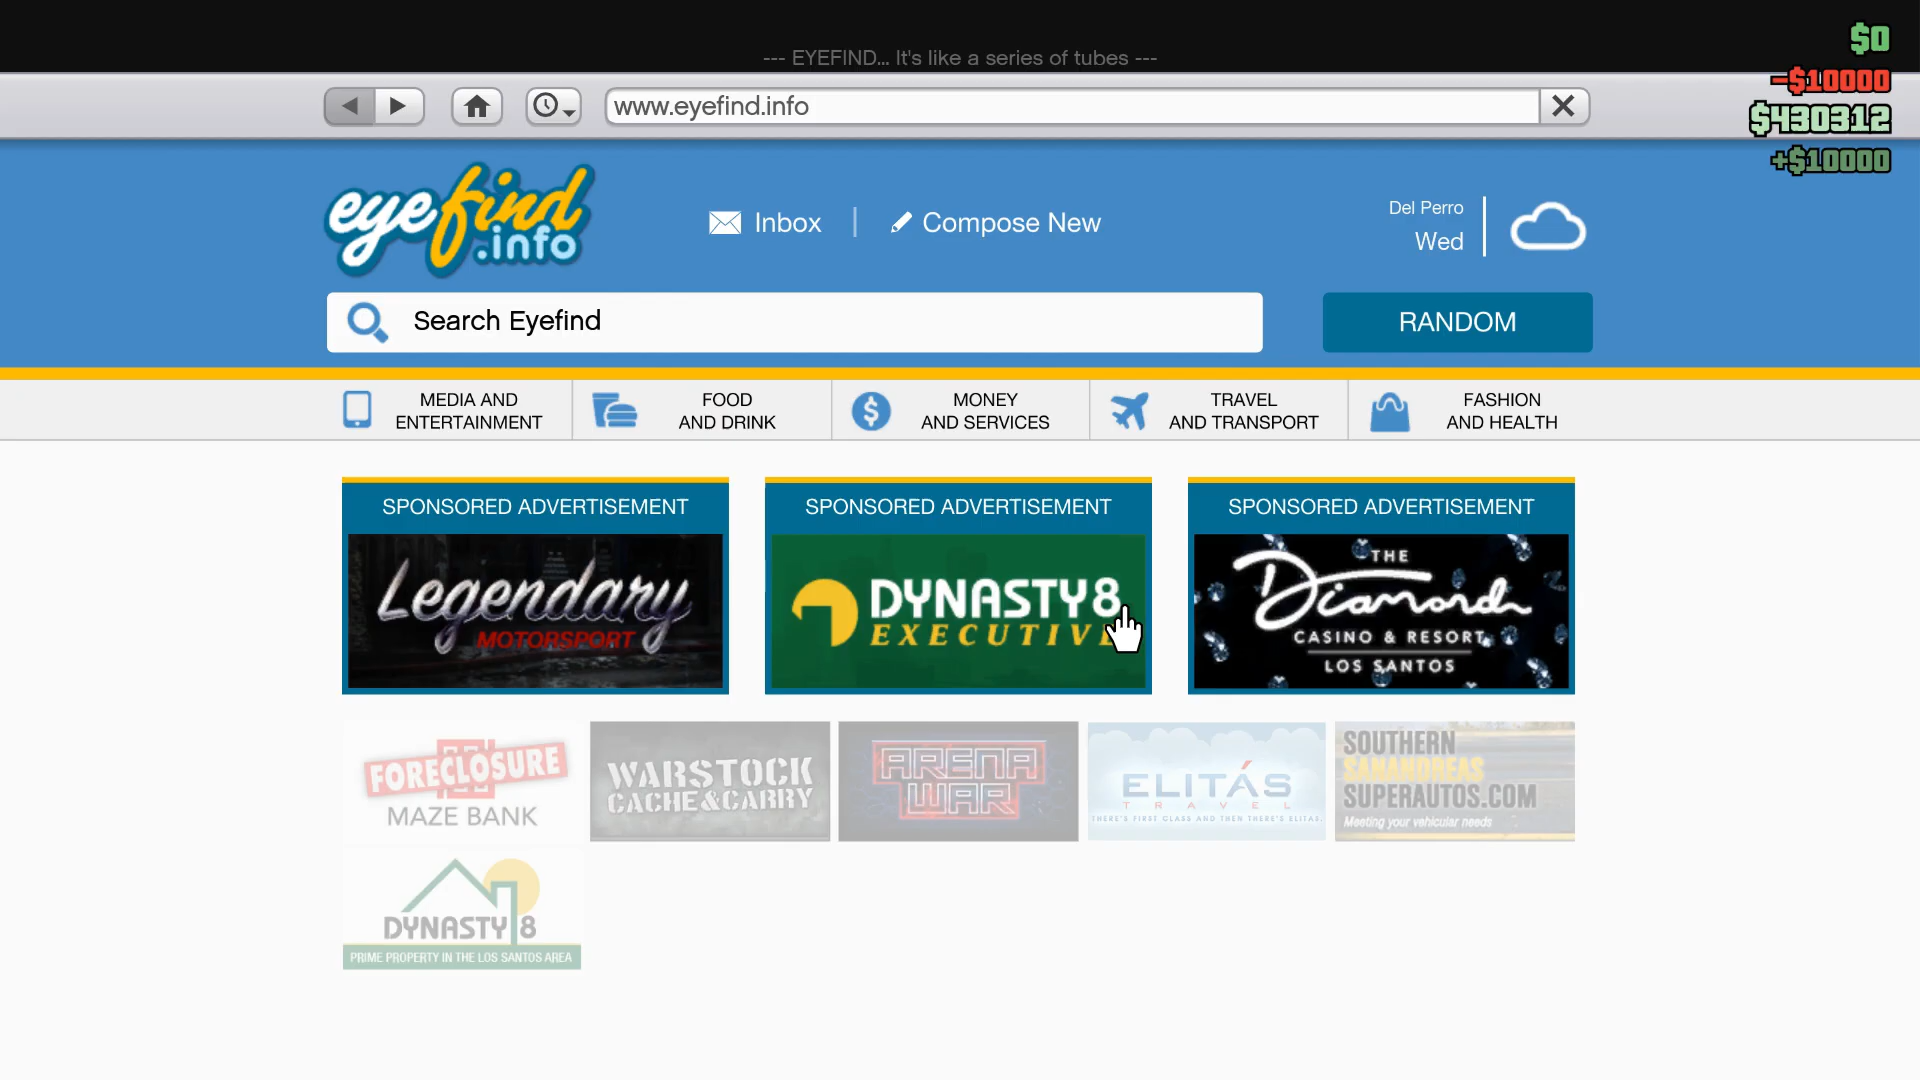 --- EYEFIND... It's like a series of tubes ---
$0
-$10000
$430312
+$10000
www.eyefind.info
eyefind
.info
Inbox
Compose New
Del Perro
Wed
Search Eyefind
RANDOM
MEDIA AND
ENTERTAINMENT
FOOD
AND DRINK
MONEY
AND SERVICES
TRAVEL
AND TRANSPORT
FASHION
AND HEALTH
SPONSORED ADVERTISEMENT
Legendary
MOTORSPORT
SPONSORED ADVERTISEMENT
DYNASTY8
EXECUTIVE
SPONSORED ADVERTISEMENT
THE
Diamond
CASINO & RESORT
LOS SANTOS
FORECLOSURE
MAZE BANK
WARSTOCK
CACHE&CARRY
ARENA
WAR
ELITÁS
TRAVEL
THERE'S FIRST CLASS AND THEN THERE'S ELITAS.
SOUTHERN
SANANDREAS
SUPERAUTOS.COM
Meeting your vehicular needs
DYNASTY 8
PRIME PROPERTY IN THE LOS SANTOS AREA